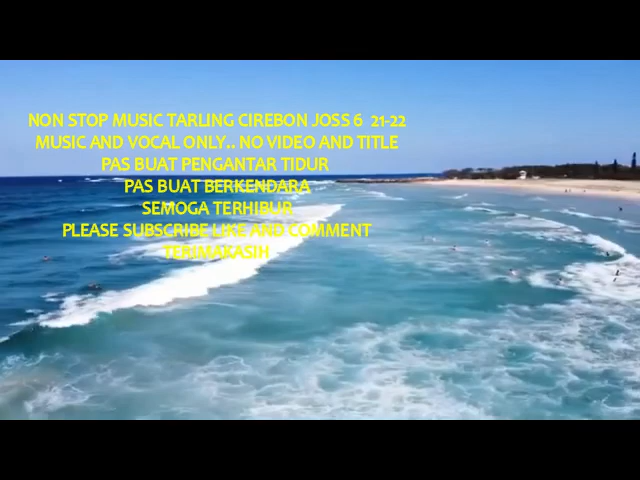 NON STOP MUSIC TARLING CIREBON JOSS 6 21-22
MUSIC AND VOCAL ONLY.. NO VIDEO AND TITLE
PAS BUAT PENGANTAR TIDUR
PAS BUAT BERKENDARA
SEMOGA TERHIBUR
PLEASE SUBSCRIBE LIKE AND COMMENT
TERIMAKASIH